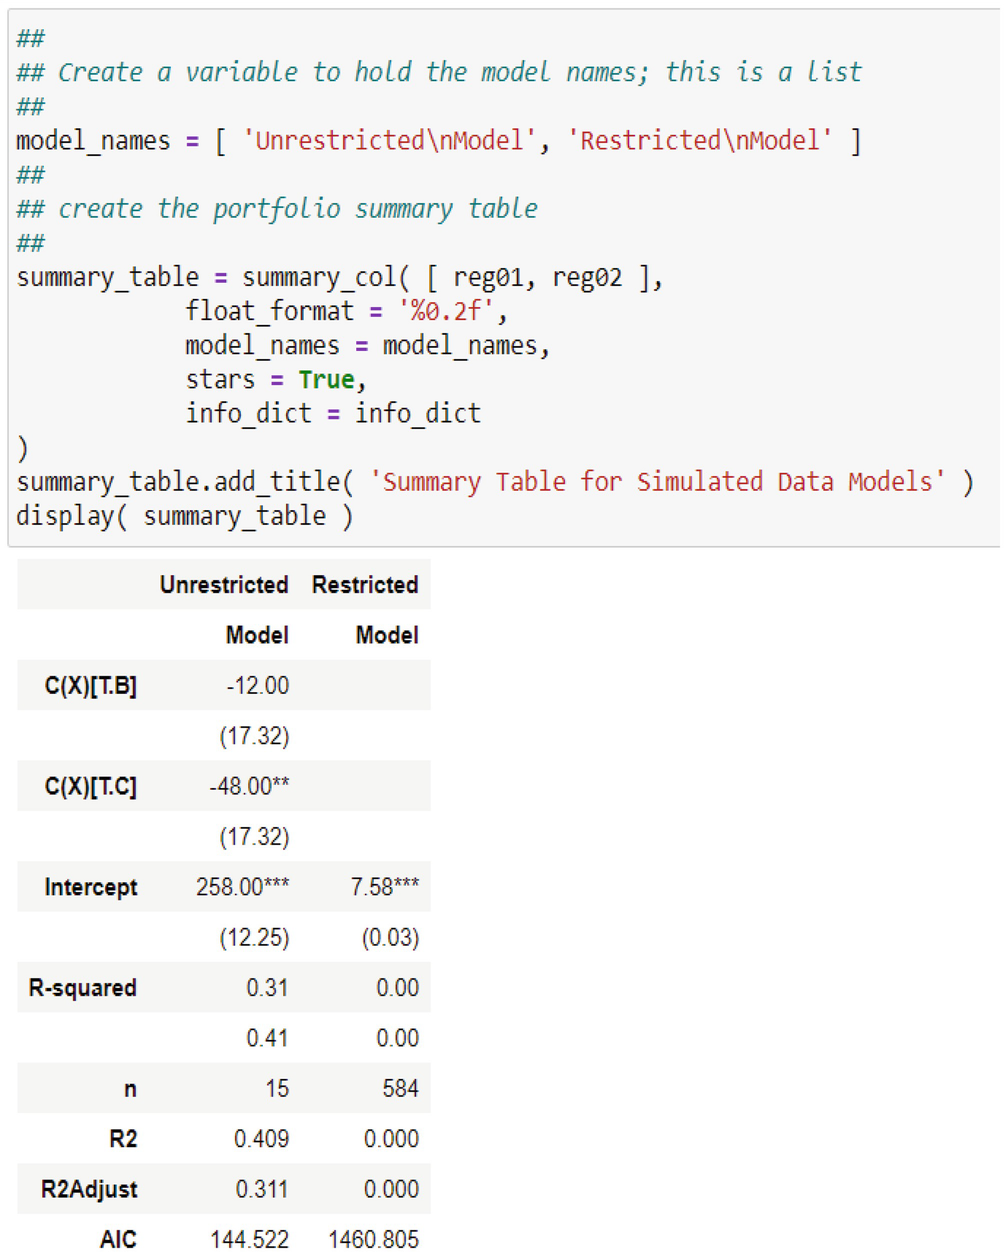 ##
## Create a variable to hold the model names; this is a list
##
model_names = [ 'Unrestricted\nModel', 'Restricted\nModel' ]
##
## create the portfolio summary table
##
summary_table = summary_col( [ reg01, reg02 ],
float_format = '%0.2f',
model_names = model_names,
stars = True,
info_dict = info_dict
)
summary_table.add_title( 'Summary Table for Simulated Data Models' )
display( summary_table )
Unrestricted Restricted
Model Model
C(X)[T.B] -12.00
(17.32)
C(X)[T.C] -48.00**
(17.32)
Intercept 258.00*** 7.58***
(12.25) (0.03)
R-squared 0.31 0.00
0.41 0.00
n 15 584
R2 0.409 0.000
R2Adjust 0.311 0.000
AIC 144.522 1460.805